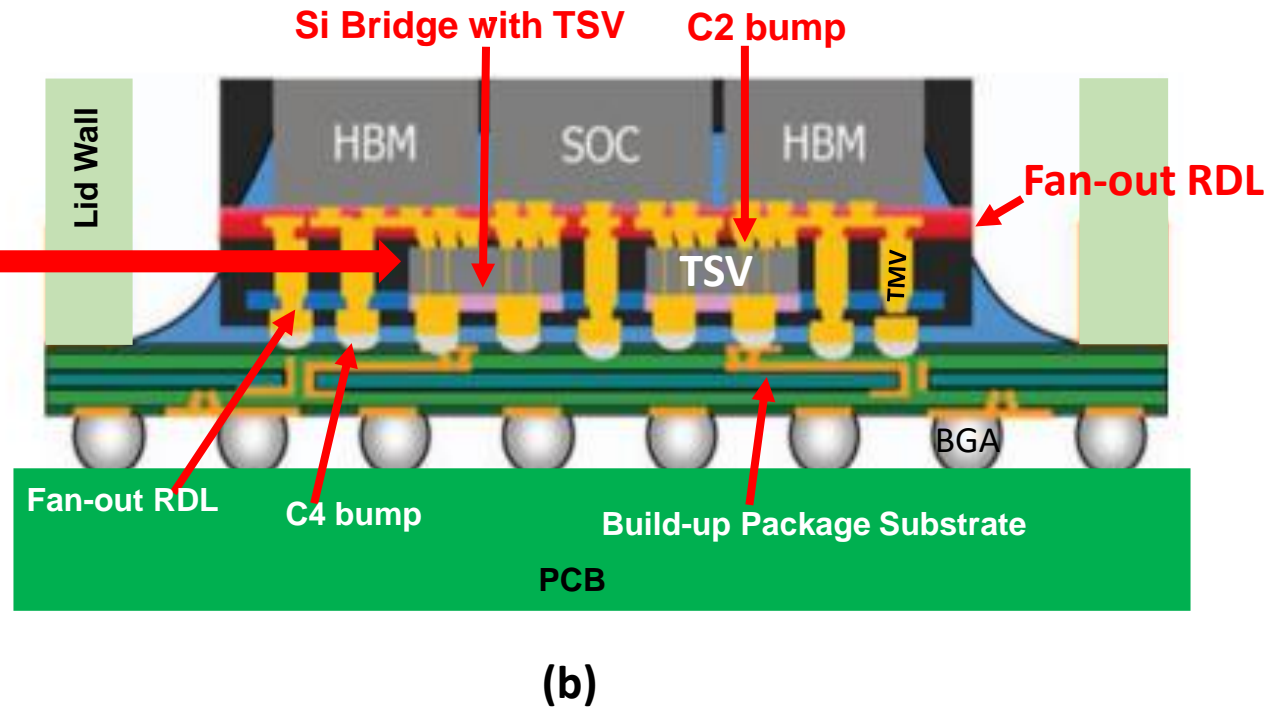 Si Bridge with TSV
C2 bump
Lid Wall
HBM
SOC
HBM
Fan-out RDL
TSV
TMV
BGA
Fan-out RDL
C4 bump
Build-up Package Substrate
PCB
(b)